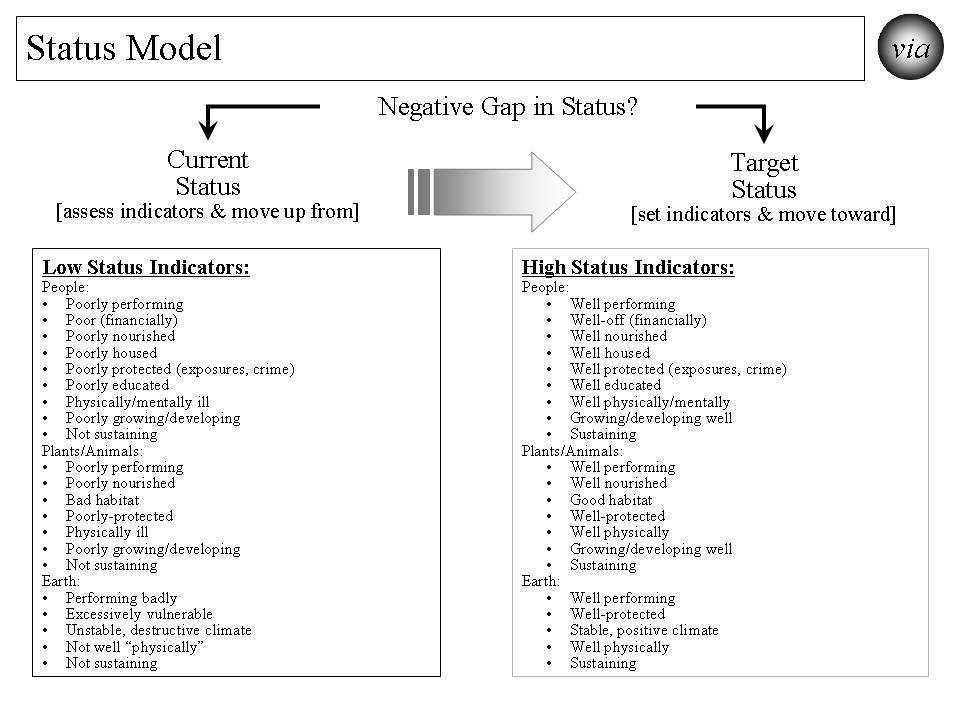 Status Model
via
Negative Gap in Status?
Current
Status
[assess indicators & move up from]
Target
Status
[set indicators & move toward]
Low Status Indicators:
People:
• Poorly performing
• Poor (financially)
• Poorly nourished
• Poorly housed
• Poorly protected (exposures, crime)
• Poorly educated
• Physically/mentally ill
• Poorly growing/developing
• Not sustaining
Plants/Animals:
• Poorly performing
• Poorly nourished
• Bad habitat
• Poorly-protected
• Physically ill
• Poorly growing/developing
• Not sustaining
Earth:
• Performing badly
• Excessively vulnerable
• Unstable, destructive climate
• Not well “physically”
• Not sustaining
High Status Indicators:
People:
• Well performing
• Well-off (financially)
• Well nourished
• Well housed
• Well protected (exposures, crime)
• Well educated
• Well physically/mentally
• Growing/developing well
• Sustaining
Plants/Animals:
• Well performing
• Well nourished
• Good habitat
• Well-protected
• Well physically
• Growing/developing well
• Sustaining
Earth:
• Well performing
• Well-protected
• Stable, positive climate
• Well physically
• Sustaining